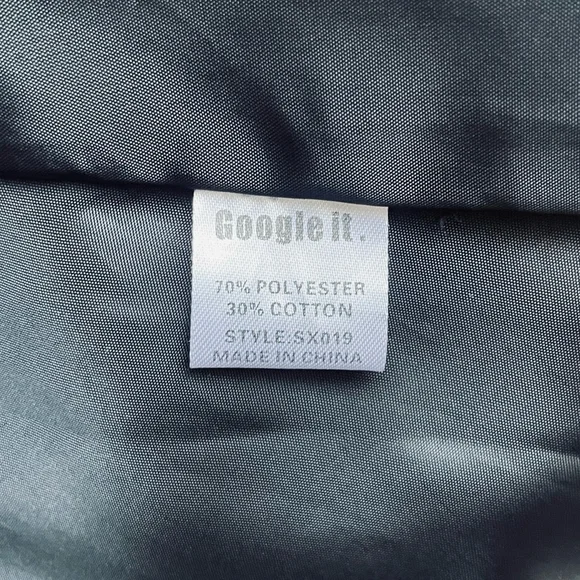 Google it.
70% POLYESTER
30% COTTON
STYLE:SX019
MADE IN CHINA